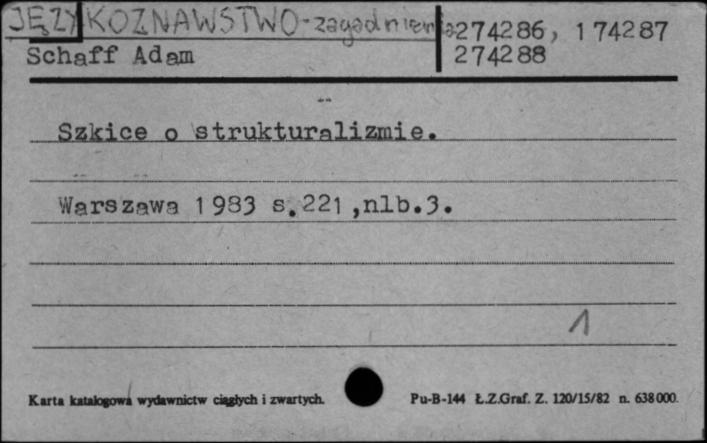 JĘZYKOZNAWSTWO-zagadnienia 274286, 174287
Schaff Adam 274288
Szkice o strukturalizmie.
Warszawa 1983 s.221,nlb.3.
1
Karta katalogowa wydawnictw ciągłych i zwartych. Pu-B-144 Ł.Z.Graf. Z. 120/15/82 n. 638000.